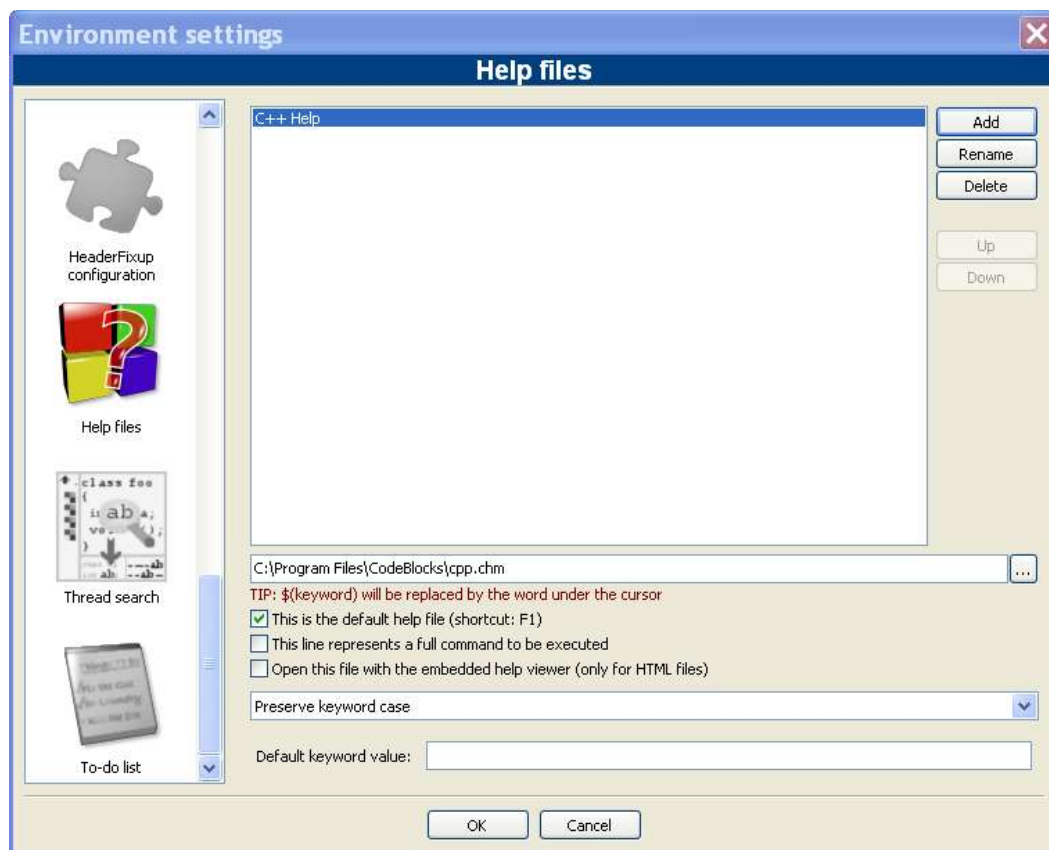 Environment settings
Help files
HeaderFixup
configuration
Help files
class foo
ab
Thread search
To-do list
C++ Help
Add
Rename
Delete
Up
Down
C:\Program Files\CodeBlocks\cpp.chm
...
TIP: $(keyword) will be replaced by the word under the cursor
This is the default help file (shortcut: F1)
This line represents a full command to be executed
Open this file with the embedded help viewer (only for HTML files)
Preserve keyword case
Default keyword value:
OK
Cancel